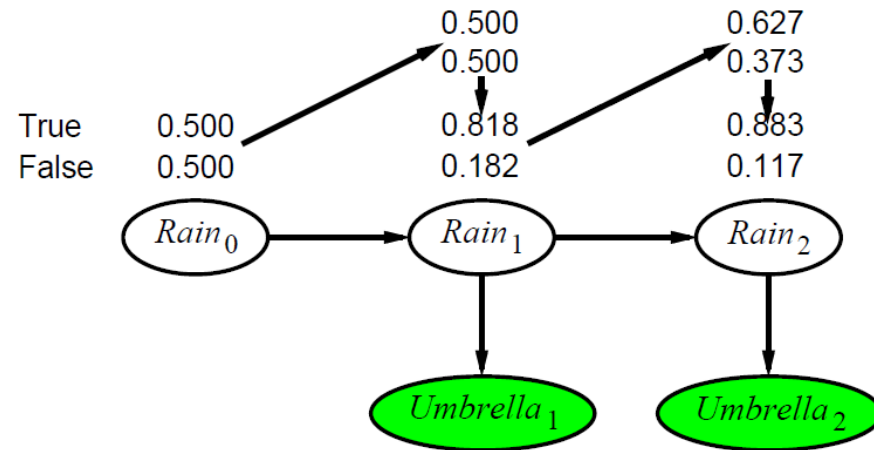 0.500 0.627
0.500 0.373
True 0.500 0.818 0.883
False 0.500 0.182 0.117
Rain0 Rain1 Rain2
Umbrella1 Umbrella2